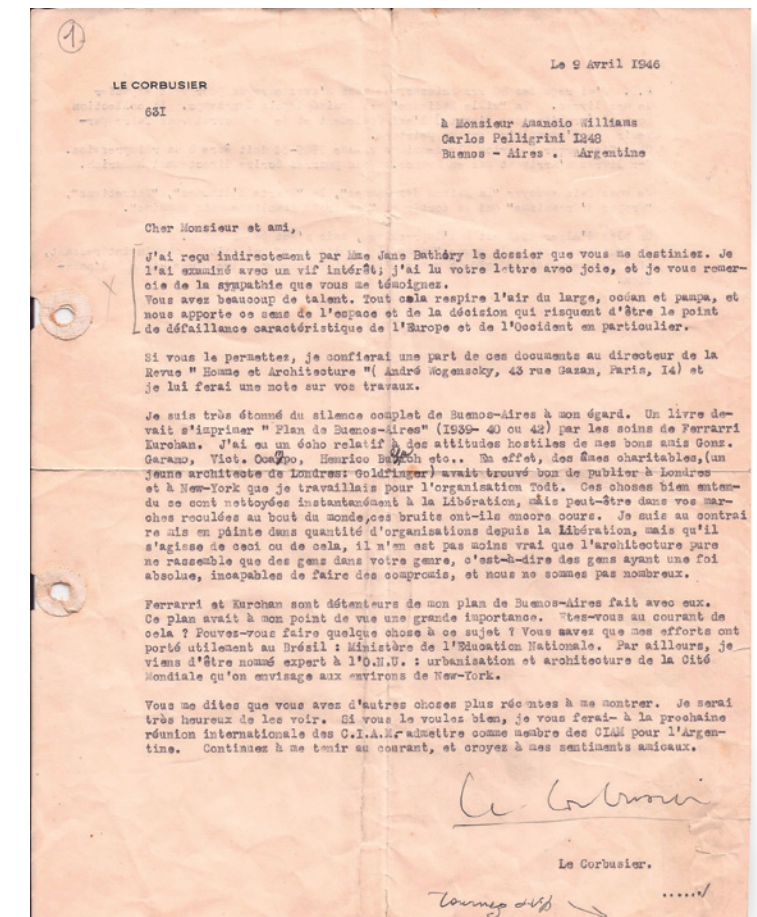 1
Le 9 Avril I946
LE CORBUSIER
63I
à Monsieur Amancio Williams
Carlos Pelligrini I248
Buenos - Aires . Argentine
Cher Monsieur et ami,
J'ai reçu indirectement par Mme Jane Bathóry le dossier que vous me destiniez. Je
l'ai examiné avec un vif intérêt; j'ai lu votre lettre avec joie, et je vous remer-
cie de la sympathie que vous me témoignez.
Vous avez beaucoup de talent. Tout cela respire l'air du large, océan et pampa, et
nous apporte ce sens de l'espace et de la décision qui risquent d'être le point
de défaillance caractéristique de l'Europe et de l'Occident en particulier.
Si vous le permettez, je confierai une part de ces documents au directeur de la
Revue " Homme et Architecture "( André Wogenscky, 43 rue Gazan, Paris, I4) et
je lui ferai une note sur vos travaux.
Je suis très étonné du silence complet de Buenos-Aires à mon égard. Un livre de-
vait s'imprimer " Plan de Buenos-Aires" (I939- 40 ou 42) par les soins de Ferrarri
Kurchan. J'ai eu un écho relatif à des attitudes hostiles de mes bons amis Gonz.
Garano, Vict. Ocampo, Henrico etc.. En effet, des âmes charitables,(un
jeune architecte de Londres: Goldfinger) avait trouvé bon de publier à Londres
et à New-York que je travaillais pour l'organisation Todt. Ces choses bien enten-
du se sont nettoyées instantanément à la Libération, mais peut-être dans vos mar-
ches reculées au bout du monde,ces bruits ont-ils encore cours. Je suis au contrai
re mis en pointe dans quantité d'organisations depuis la Libération, mais qu'il
s'agisse de ceci ou de cela, il n'en est pas moins vrai que l'architecture pure
ne rassemble que des gens dans votre genre, c'est-à-dire des gens ayant une foi
absolue, incapables de faire des compromis, et nous ne sommes pas nombreux.
Ferrarri et Kurchan sont détenteurs de mon plan de Buenos-Aires fait avec eux.
Ce plan avait à mon point de vue une grande importance. Etes-vous au courant de
cela ? Pouvez-vous faire quelque chose à ce sujet ? Vous savez que mes efforts ont
porté utilement au Brésil : Ministère de l'Education Nationale. Par ailleurs, je
viens d'être nommé expert à l'O.N.U. : urbanisation et architecture de la Cité
Mondiale qu'on envisage aux environs de New-York.
Vous me dites que vous avez d'autres choses plus récentes à me montrer. Je serai
très heureux de les voir. Si vous le voulez bien, je vous ferai- à la prochaine
réunion internationale des C.I.A.M.-admettre comme membre des CIAM pour l'Argen-
tine. Continuez à me tenir au courant, et croyez à mes sentiments amicaux.
Le Corbusier
Le Corbusier.
...../
Tournez svp